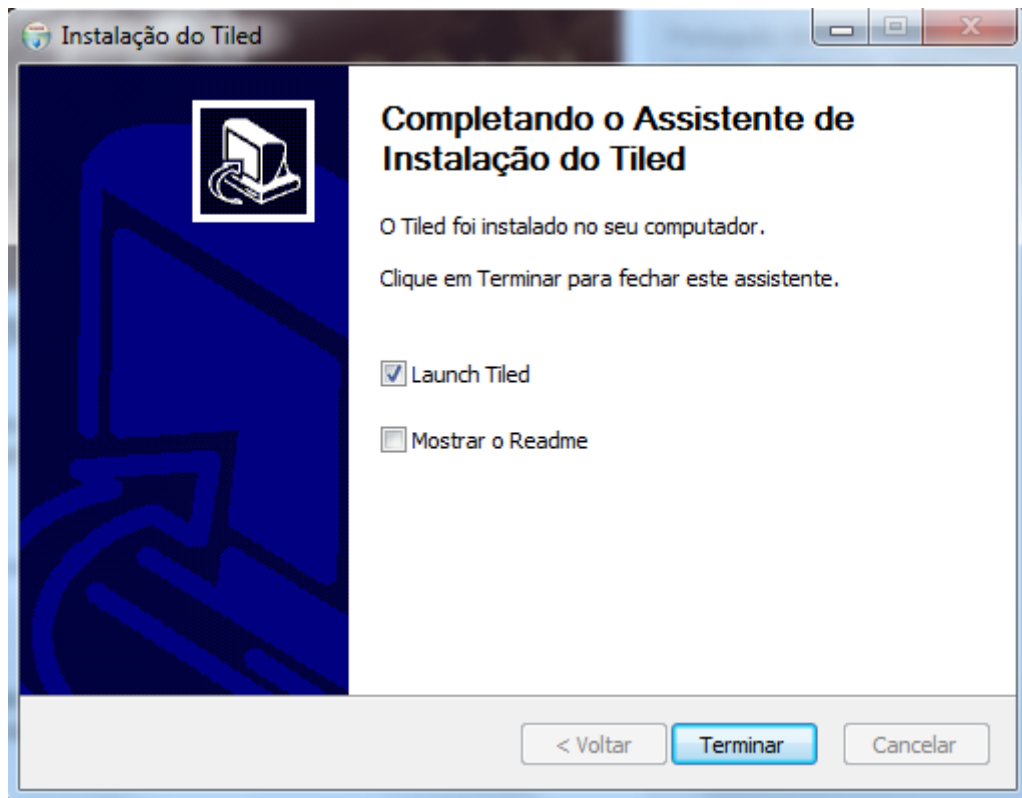 Instalação do Tiled
Completando o Assistente de
Instalação do Tiled
O Tiled foi instalado no seu computador.
Clique em Terminar para fechar este assistente.
Launch Tiled
Mostrar o Readme
< Voltar
Terminar
Cancelar